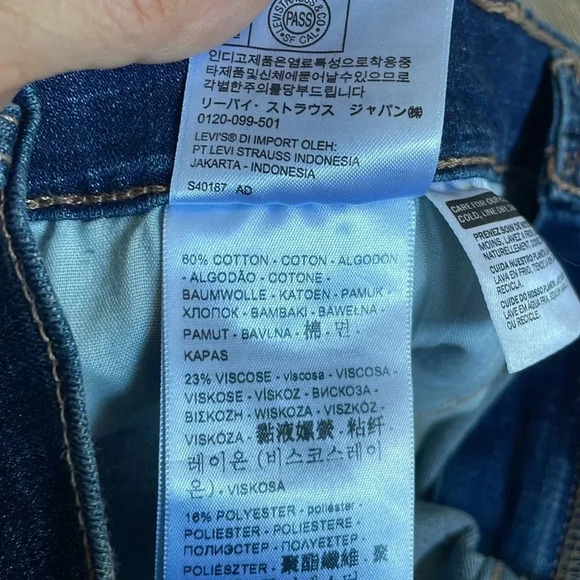 LEVI STRAUSS & CO
PASS
SF CAL
인디고제품은염료특성으로착용중
타제품및신체에묻어날수있으므로
각별한주의를당부드립니다.
リーバイ・ストラウス ジャパン㈱
0120-099-501
LEVI'S® DI IMPORT OLEH:
PT LEVI STRAUSS INDONESIA
JAKARTA - INDONESIA
S40187 AD
60% COTTON - COTON - ALGODON
- ALGODÃO - COTONE -
BAUMWOLLE - KATOEN - PAMUK -
ХЛОПОК - BAMBAKI - BAWEŁNA -
PAMUT - BAVLNA - 棉 - 면
KAPAS
23% VISCOSE - viscosa - VISCOSA -
VISKOSE - VİSKOZ - ВИСКОЗА -
ΒΙΣΚΟΖΗ - WISKOZA - VISZKÓZ -
VISKÓZA - 黏液嫘縈 - 粘纤 -
레이온 (비스코스레이
온) - VISKOSA
16% POLYESTER - poliéster -
POLIESTER - POLIESTERE -
ПОЛИЭСТЕР - ΠΟΛΥΕΣΤΕΡ -
POLIÉSZTER - 聚酯纖維 - 聚
CARE FOR OUR
COLD, LINE DRY,
PRENEZ SOIN DE
MOINS, LAVEZ À FROID,
NATURELLEMENT,
CUIDA NUESTRO PLANETA
LAVA EN FRÍO,
RECICLA.
CUIDE DO NOSSO PLANETA
LAVE EM ÁGUA FRIA,
OU RECICLE.